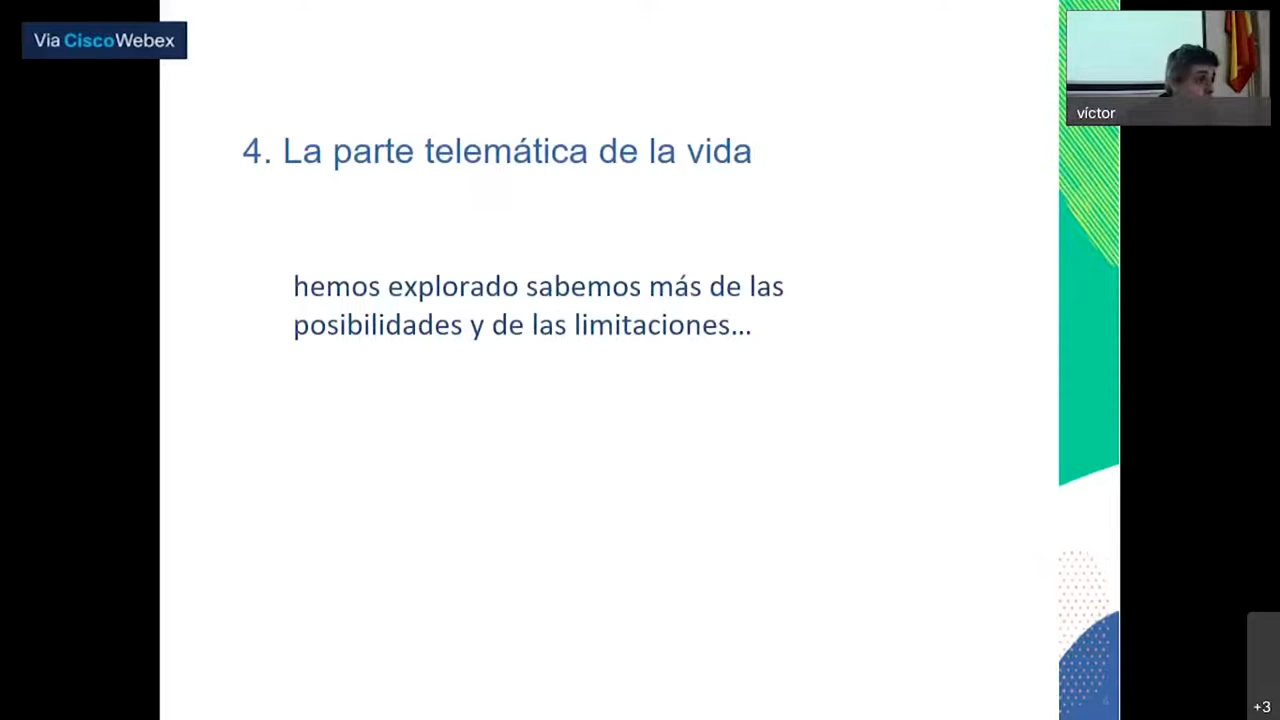 Via CiscoWebex
víctor
4. La parte telemática de la vida
hemos explorado sabemos más de las
posibilidades y de las limitaciones...
+3